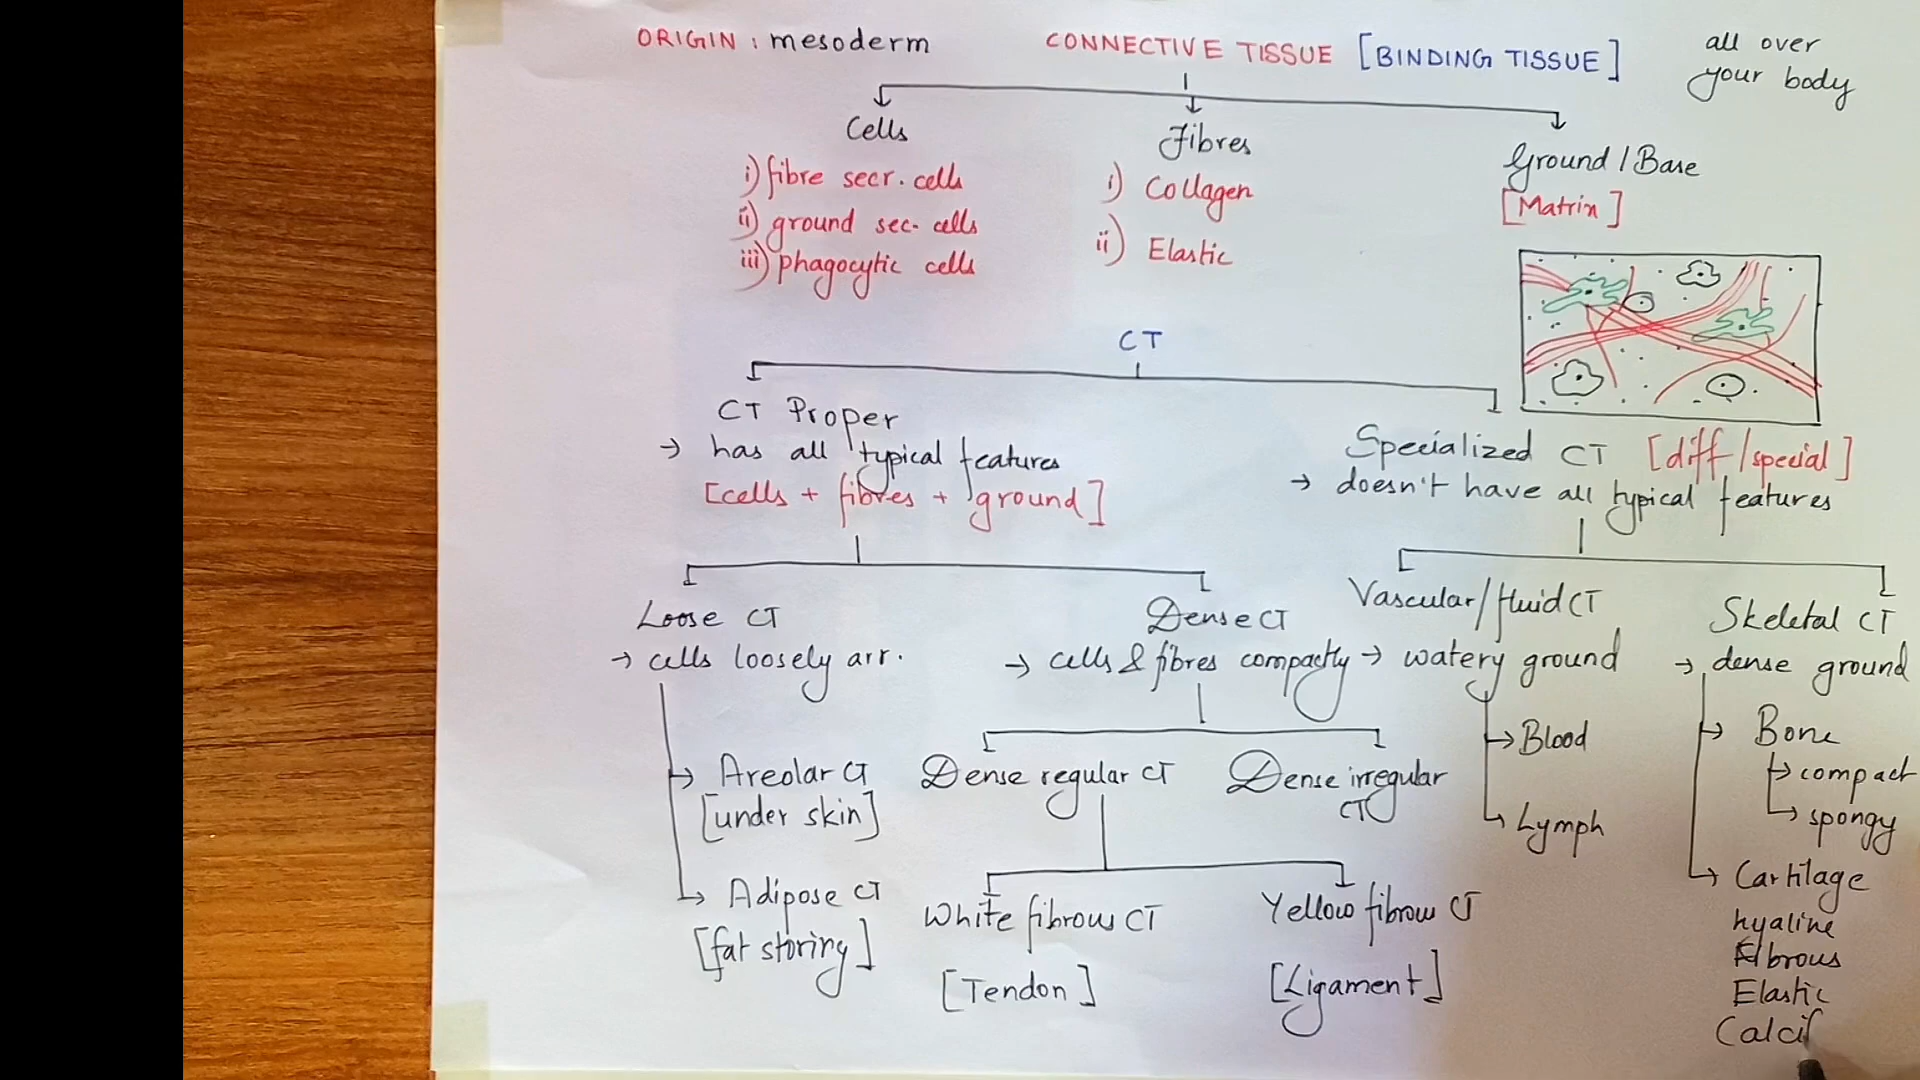 ORIGIN : mesoderm
CONNECTIVE TISSUE [BINDING TISSUE]
all over
your body
Cells
i) fibre secr. cells
ii) ground sec. cells
iii) phagocytic cells
Fibres
i) Collagen
ii) Elastic
Ground / Base
[Matrix]
CT
CT Proper
→ has all typical features
[cells + fibres + ground]
Specialized CT [diff / special]
→ doesn't have all typical features
Loose CT
→ cells loosely arr.
→ Areolar CT
[under skin]
→ Adipose CT
[fat storing]
Dense CT
→ cells & fibres compactly
Dense regular CT
Dense irregular
CT
White fibrous CT
[Tendon]
Yellow fibrous CT
[Ligament]
Vascular/fluid CT
→ watery ground
→ Blood
→ Lymph
Skeletal CT
→ dense ground
→ Bone
→ compact
→ spongy
→ Cartilage
hyaline
Fibrous
Elastic
Calcif